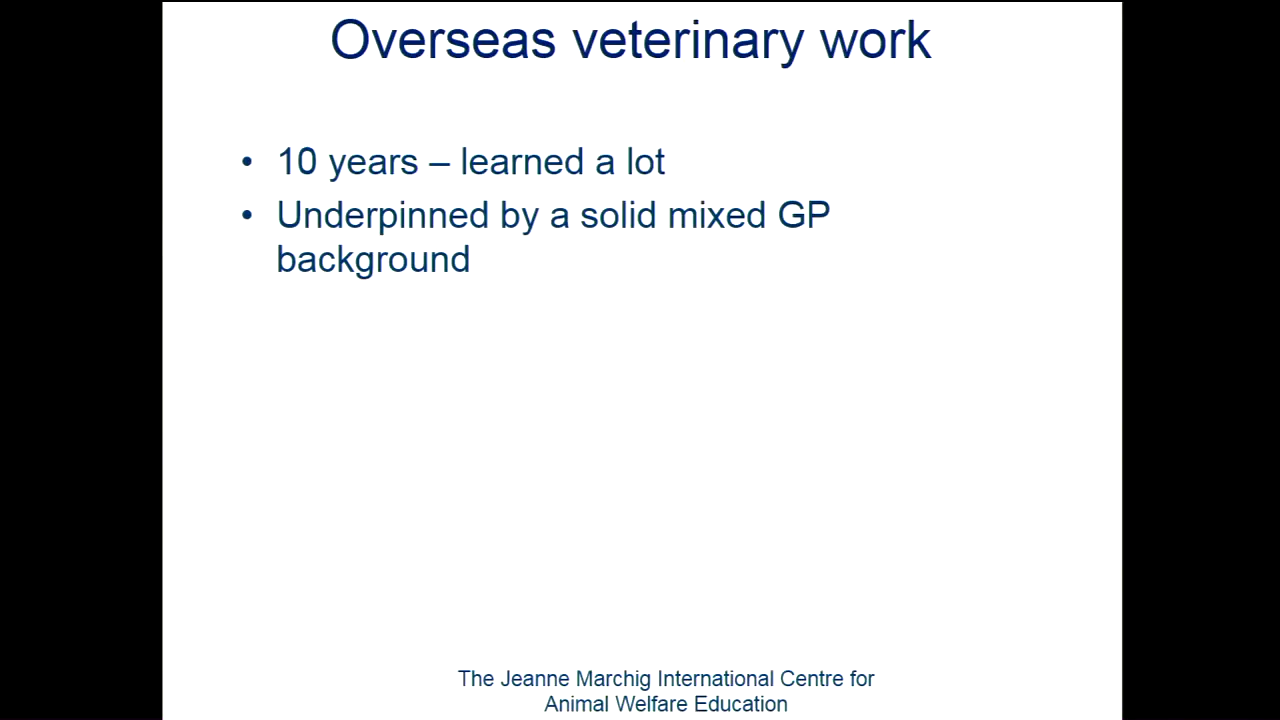 Overseas veterinary work
• 10 years – learned a lot
• Underpinned by a solid mixed GP
background
The Jeanne Marchig International Centre for
Animal Welfare Education